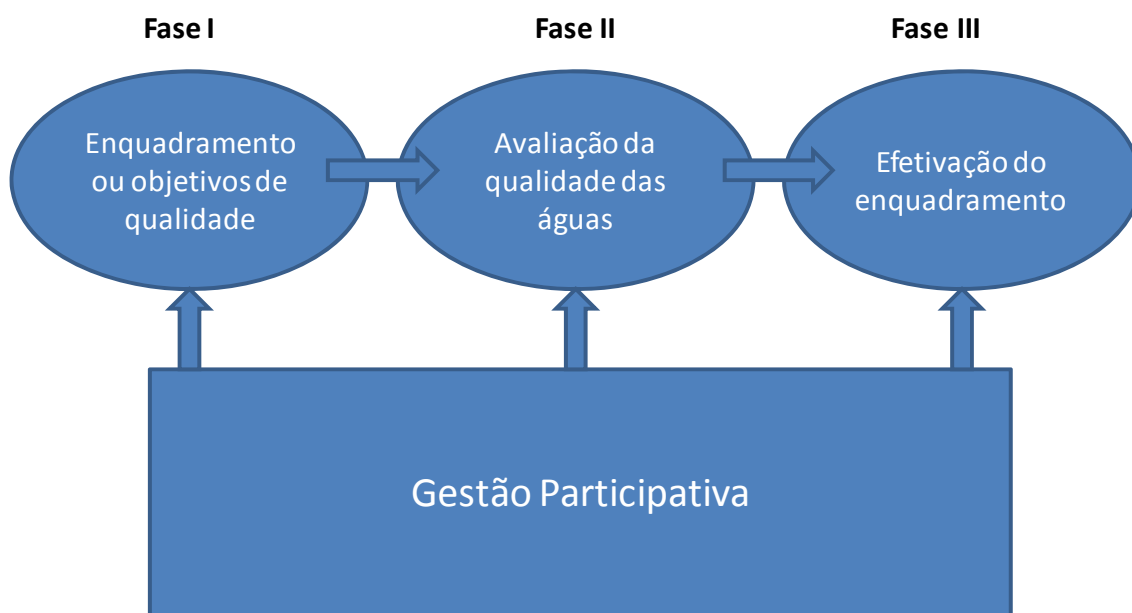 Fase I
Fase II
Fase III
Enquadramento
ou objetivos de
qualidade
Avaliação da
qualidade das
águas
Efetivação do
enquadramento
Gestão Participativa